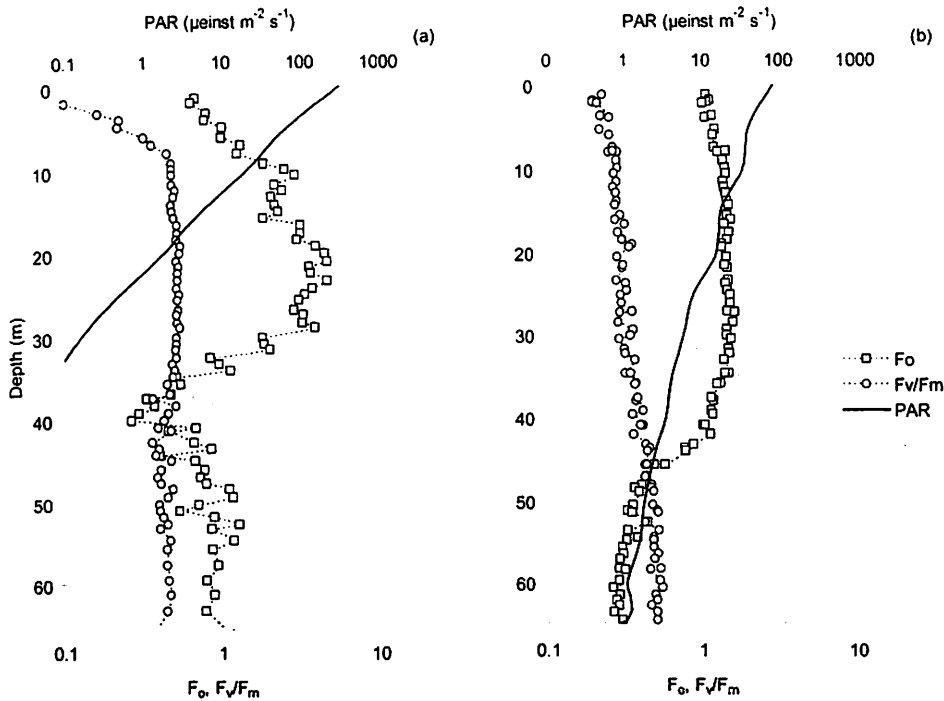 PAR (µeinst m⁻² s⁻¹)
(a)
0.1 1 10 100 1000
0
10
20
30
40
50
60
Depth (m)
0.1 1 10
Fₒ, Fᵥ/Fₘ
PAR (µeinst m⁻² s⁻¹)
(b)
0 1 10 100 1000
0
10
20
30
40
50
60
0.1 1 10
Fₒ, Fᵥ/Fₘ
Fo
Fv/Fm
PAR